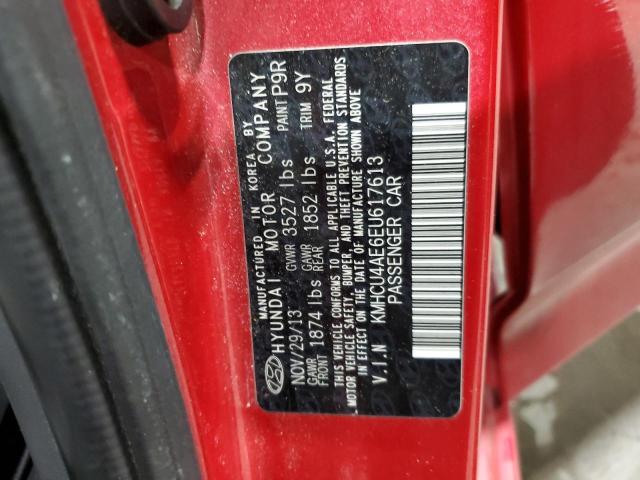 MANUFACTURED IN KOREA BY
HYUNDAI MOTOR COMPANY
NOV/29/13 GVWR 3527 lbs PAINT P9R
GAWR FRONT 1874 lbs GAWR REAR 1852 lbs TRIM 9Y
THIS VEHICLE CONFORMS TO ALL APPLICABLE U.S.A. FEDERAL
MOTOR VEHICLE SAFETY, BUMPER, AND THEFT PREVENTION STANDARDS
IN EFFECT ON THE DATE OF MANUFACTURE SHOWN ABOVE
V.I.N KMHCU4AE6EU617613
PASSENGER CAR